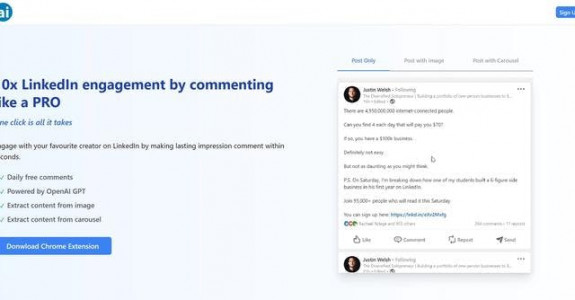 ai
Sign U
Post Only
Post with image
Post with Carousel
0x LinkedIn engagement by commenting
ike a PRO
ne click is all it takes
ngage with your favourite creator on LinkedIn by making lasting impression comment within
econds.
Daily free comments
Powered by OpenAI GPT
Extract content from image
Extract content from carousel
Donwload Chrome Extension
Justin Welsh • Following
The Diversified Solopreneur | Building a portfolio of one-person businesses to $
There are 4,950,000,000 internet-connected people.
Can you find 4 each day that will pay you $70?
If so, you have a $100k business.
Definitely not easy.
But not as daunting as you might think.
P.S. On Saturday, I'm breaking down how one of my students built a 6-figure side
business in his first year on LinkedIn.
Join 95,000+ people who will read it this Saturday.
You can sign up here:
Like
Comment
Repost
Send
Justin Welsh • Following
The Diversified Solopreneur | Building a portfolio of one-person businesses to $